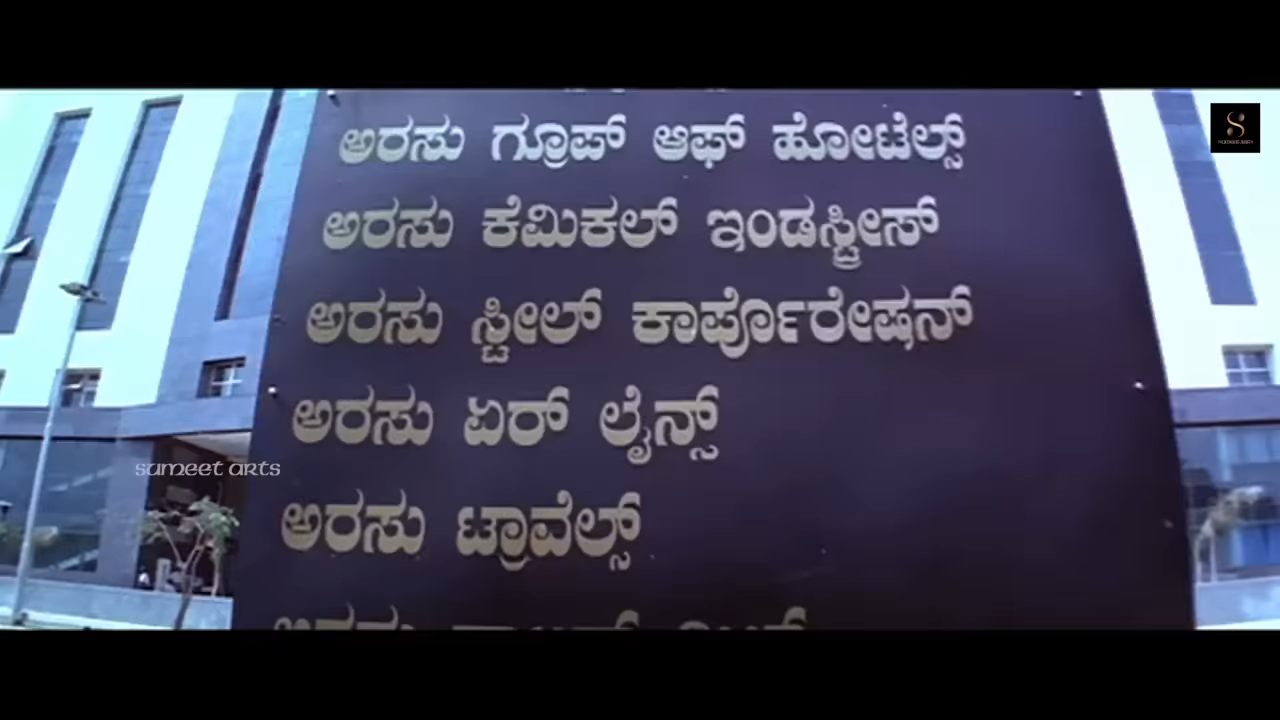 ಅರಸು ಗ್ರೂಪ್ ಆಫ್ ಹೋಟೆಲ್ಸ್
ಅರಸು ಕೆಮಿಕಲ್ ಇಂಡಸ್ಟ್ರೀಸ್
ಅರಸು ಸ್ಟೀಲ್ ಕಾರ್ಪೊರೇಷನ್
ಅರಸು ಏರ್ ಲೈನ್ಸ್
sumeet arts
ಅರಸು ಟ್ರಾವೆಲ್ಸ್